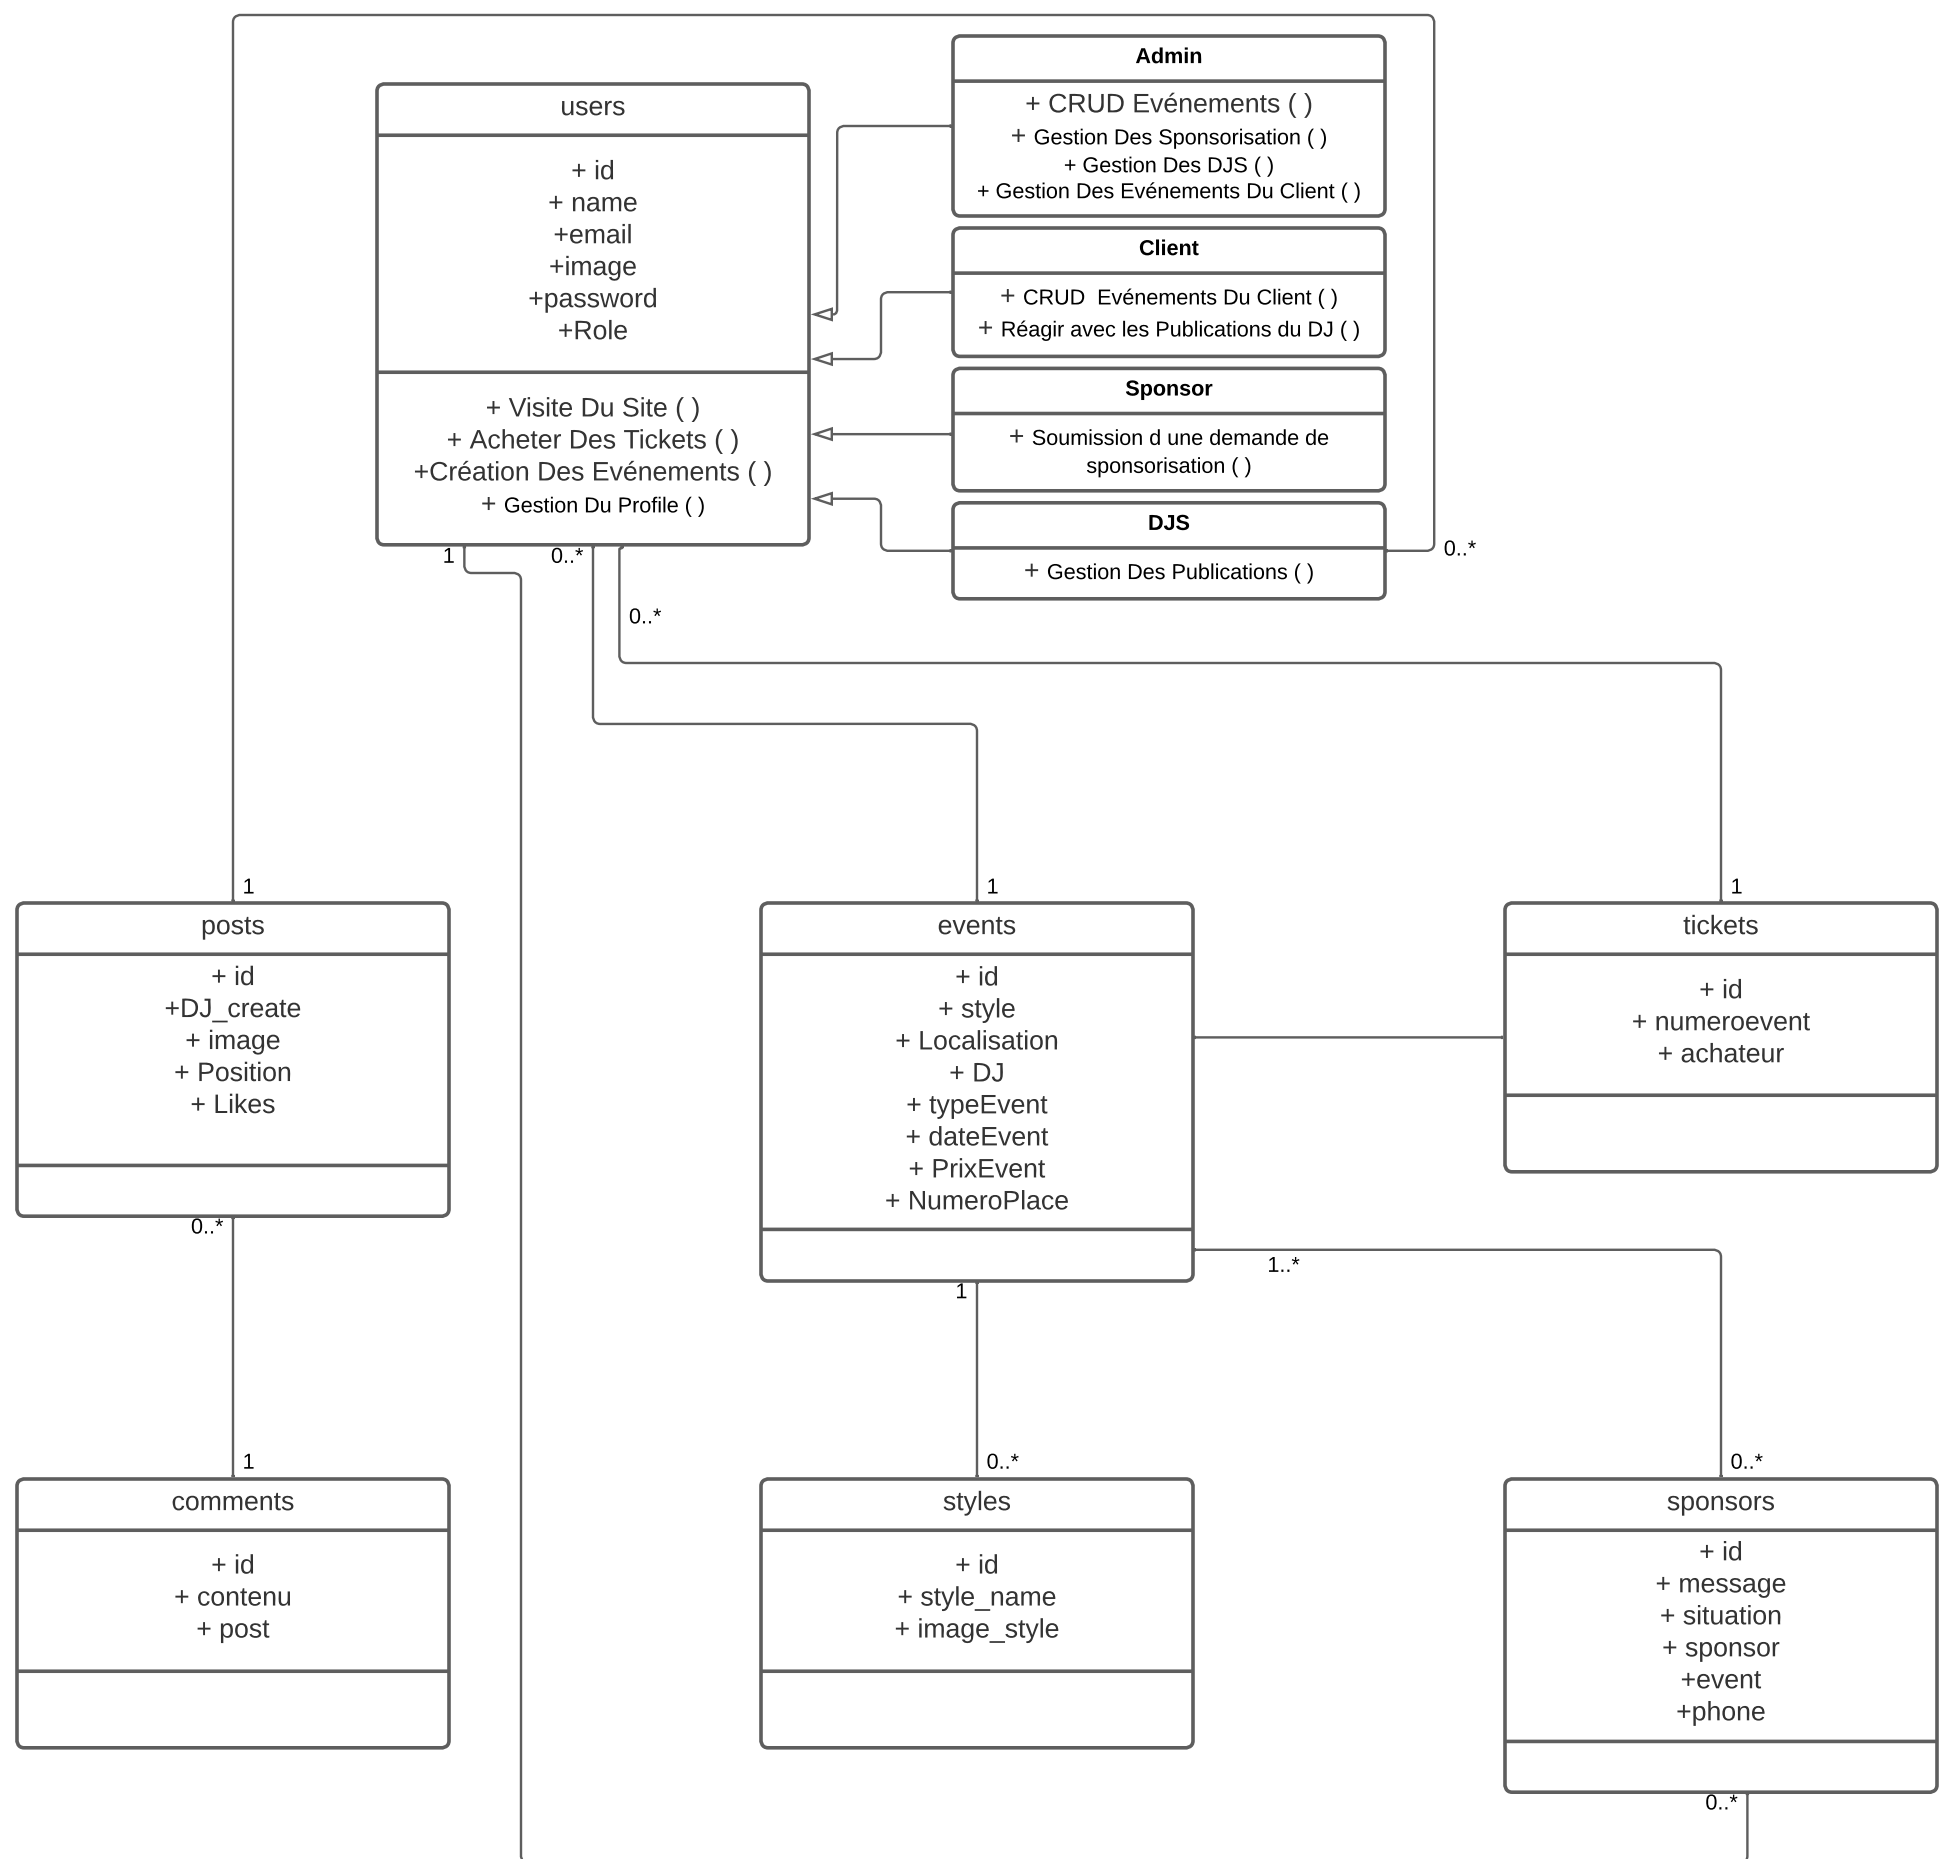 users
+ id
+ name
+email
+image
+password
+Role
+ Visite Du Site ( )
+ Acheter Des Tickets ( )
+Création Des Evénements ( )
+ Gestion Du Profile ( )
Admin
+ CRUD Evénements ( )
+ Gestion Des Sponsorisation ( )
+ Gestion Des DJS ( )
+ Gestion Des Evénements Du Client ( )
Client
+ CRUD  Evénements Du Client ( )
+ Réagir avec les Publications du DJ ( )
Sponsor
+ Soumission d une demande de
sponsorisation ( )
DJS
+ Gestion Des Publications ( )
0..*
1
0..*
0..*
1
1
1
posts
+ id
+DJ_create
+ image
+ Position
+ Likes
0..*
events
+ id
+ style
+ Localisation
+ DJ
+ typeEvent
+ dateEvent
+ PrixEvent
+ NumeroPlace
1
1..*
tickets
+ id
+ numeroevent
+ achateur
1
0..*
0..*
comments
+ id
+ contenu
+ post
styles
+ id
+ style_name
+ image_style
sponsors
+ id
+ message
+ situation
+ sponsor
+event
+phone
0..*